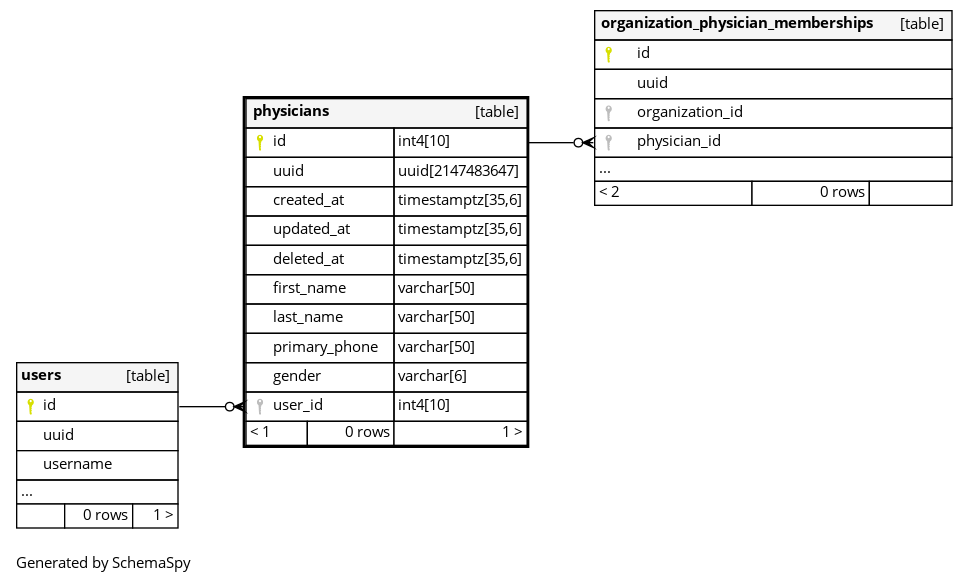 organization_physician_memberships [table]
id
uuid
organization_id
physician_id
...
< 2 0 rows
physicians [table]
id int4[10]
uuid uuid[2147483647]
created_at timestamptz[35,6]
updated_at timestamptz[35,6]
deleted_at timestamptz[35,6]
first_name varchar[50]
last_name varchar[50]
primary_phone varchar[50]
gender varchar[6]
user_id int4[10]
< 1 0 rows 1 >
users [table]
id
uuid
username
...
0 rows 1 >
Generated by SchemaSpy